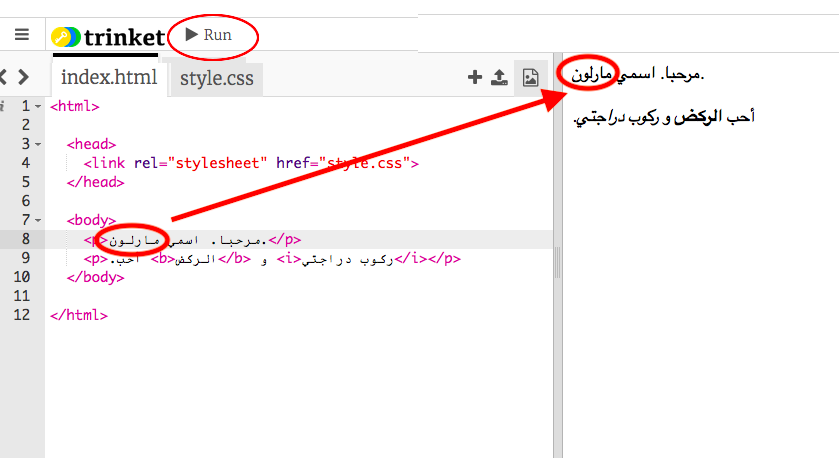 trinket Run
index.html style.css
1 <html>
2
3 <head>
4 <link rel="stylesheet" href="style.css">
5 </head>
6
7 <body>
8 <p>مرحبا. اسمي مارلون.</p>
9 <p>أحب. <b>الركض</b> و <i>ركوب دراجتي</i></p>
10 </body>
11
12 </html>
مرحبا. اسمي مارلون.
أحب الركض و ركوب دراجتي.